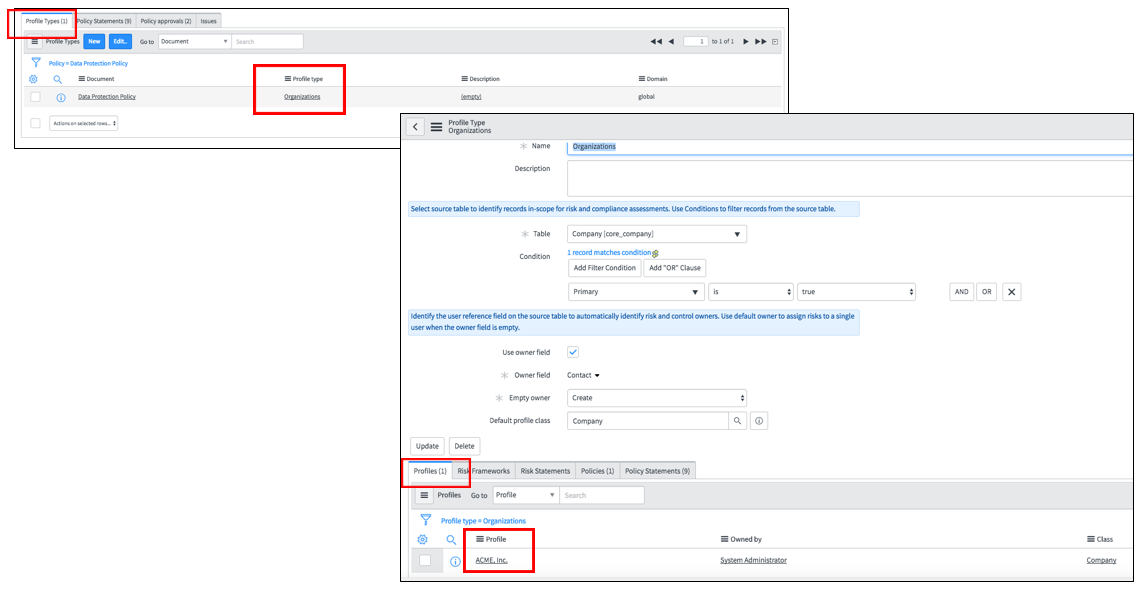 Profile Types (1) Policy Statements (9) Policy approvals (2) Issues
Profile Types New Edit... Go to Document Search 1 to 1 of 1
Policy = Data Protection Policy
Document Profile type Description Domain
Data Protection Policy Organizations (empty) global
Actions on selected rows...
Profile Type
Organizations
Name Organizations
Description
Select source table to identify records in-scope for risk and compliance assessments. Use Conditions to filter records from the source table.
Table Company [core_company]
Condition 1 record matches condition
Add Filter Condition Add "OR" Clause
Primary is true AND OR
Identify the user reference field on the source table to automatically identify risk and control owners. Use default owner to assign risks to a single
user when the owner field is empty.
Use owner field
Owner field Contact
Empty owner Create
Default profile class Company
Update Delete
Profiles (1) Risk Frameworks Risk Statements Policies (1) Policy Statements (9)
Profiles Go to Profile Search
Profile type = Organizations
Profile Owned by Class
ACME, Inc. System Administrator Company